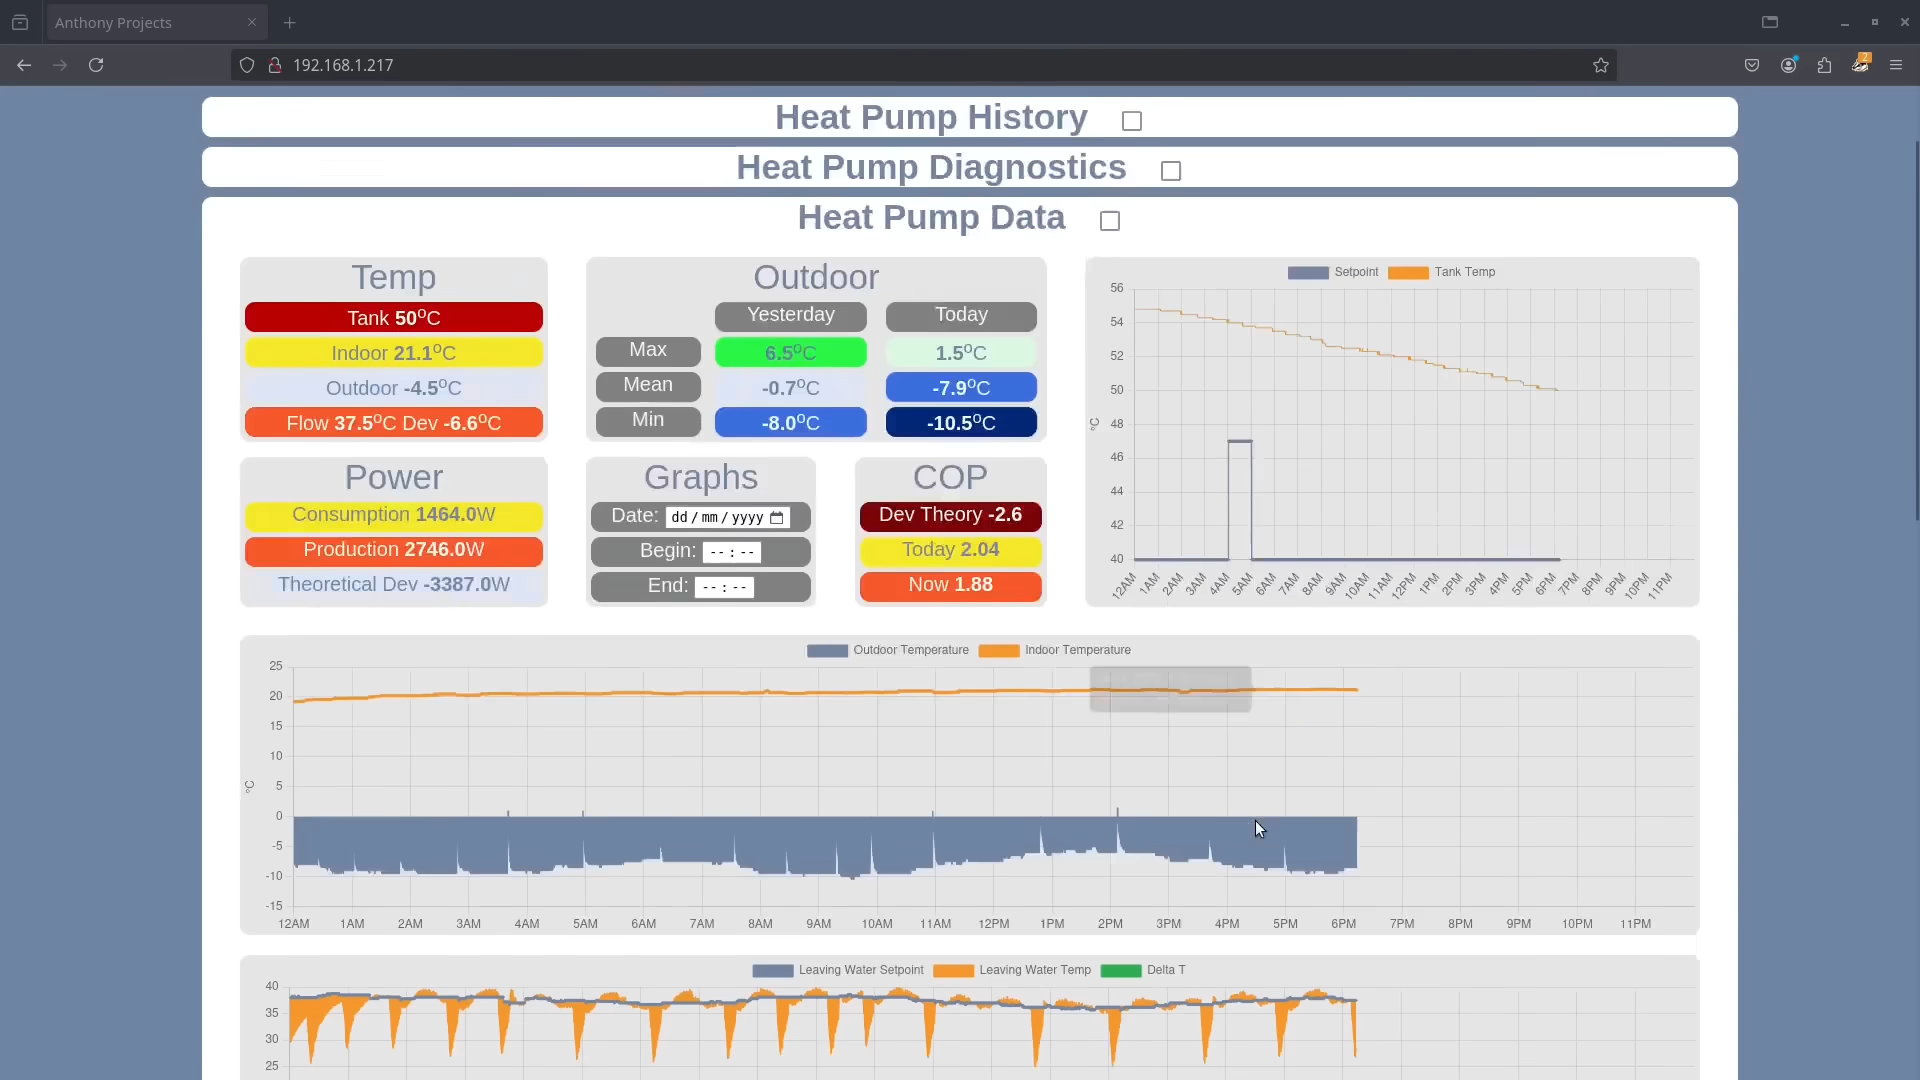 Anthony Projects
192.168.1.217
2
Heat Pump History
Heat Pump Diagnostics
Heat Pump Data
Temp
Tank 50°C
Indoor 21.1°C
Outdoor -4.5°C
Flow 37.5°C Dev -6.6°C
Outdoor
Yesterday Today
Max 6.5°C 1.5°C
Mean -0.7°C -7.9°C
Min -8.0°C -10.5°C
Power
Consumption 1464.0W
Production 2746.0W
Theoretical Dev -3387.0W
Graphs
Date: dd/mm/yyyy
Begin: --:--
End: --:--
COP
Dev Theory -2.6
Today 2.04
Now 1.88
Setpoint Tank Temp
56
54
52
50
48
46
44
42
40
°C
12AM 1AM 2AM 3AM 4AM 5AM 6AM 7AM 8AM 9AM 10AM 11AM 12PM 1PM 2PM 3PM 4PM 5PM 6PM 7PM 8PM 9PM 10PM 11PM
Outdoor Temperature Indoor Temperature
25
20
15
10
5
0
-5
-10
-15
°C
12AM 1AM 2AM 3AM 4AM 5AM 6AM 7AM 8AM 9AM 10AM 11AM 12PM 1PM 2PM 3PM 4PM 5PM 6PM 7PM 8PM 9PM 10PM 11PM
Leaving Water Setpoint Leaving Water Temp Delta T
40
35
30
25